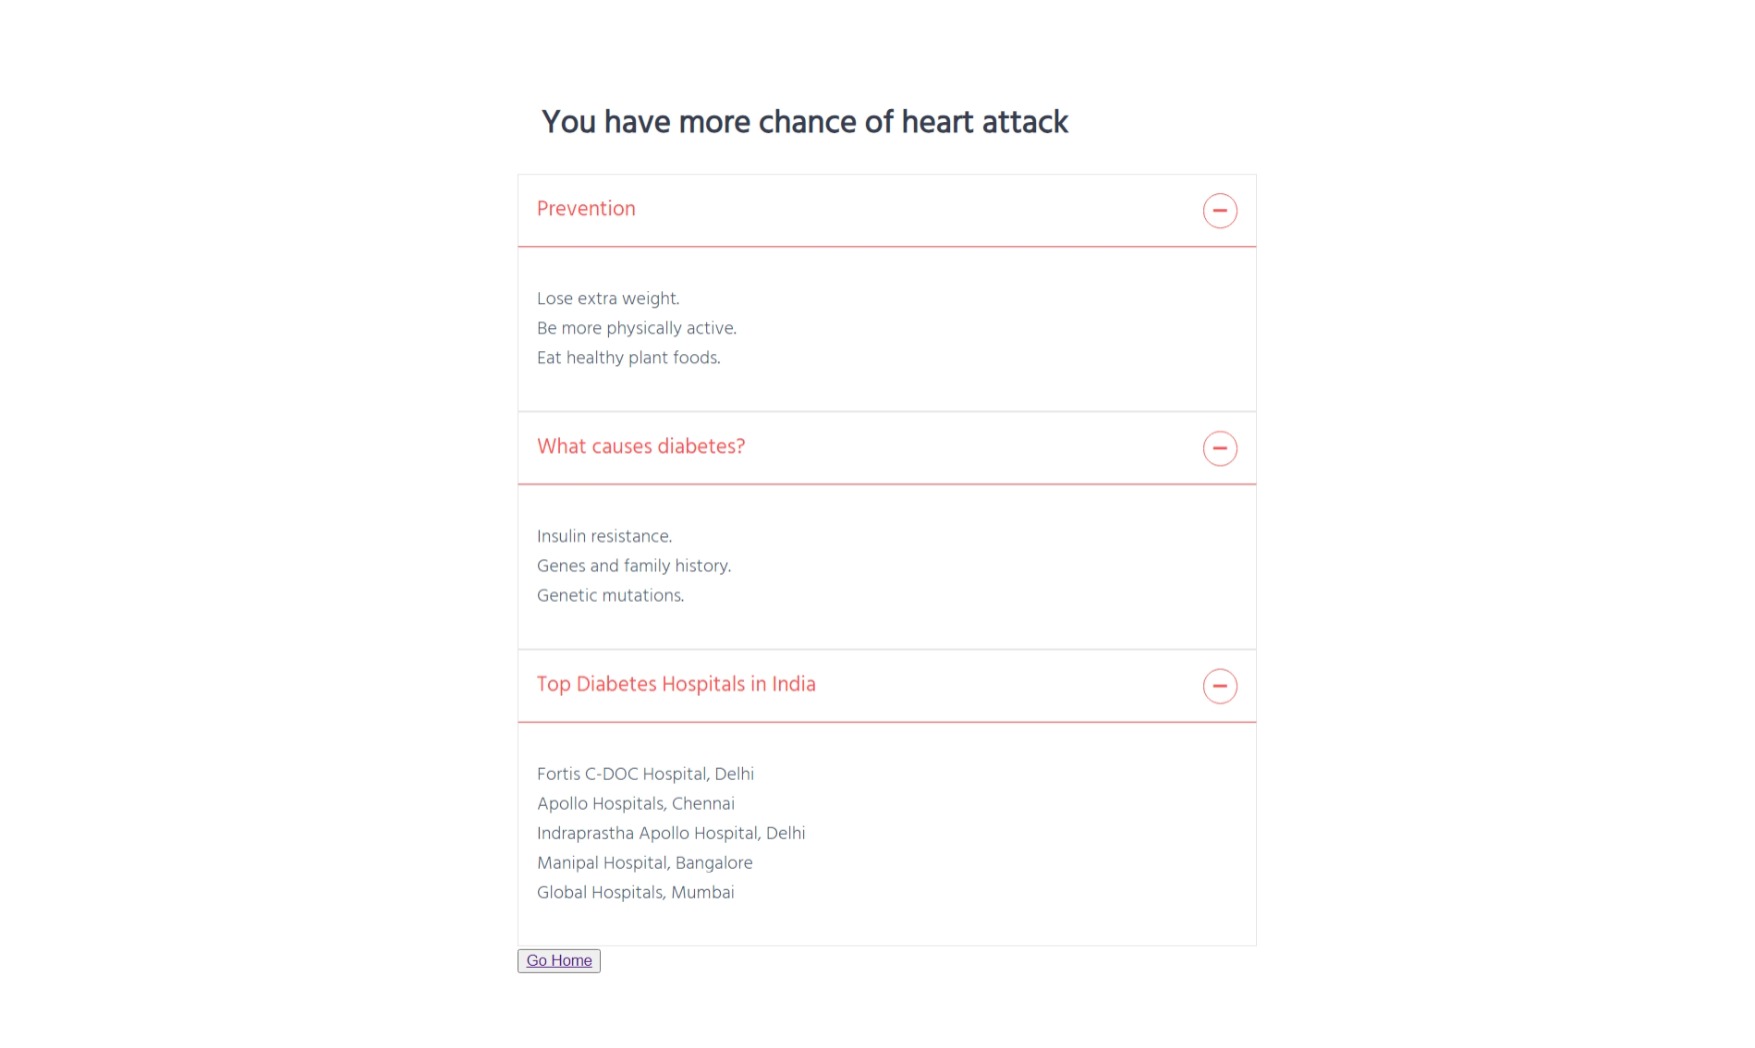 You have more chance of heart attack
Prevention
Lose extra weight.
Be more physically active.
Eat healthy plant foods.
What causes diabetes?
Insulin resistance.
Genes and family history.
Genetic mutations.
Top Diabetes Hospitals in India
Fortis C-DOC Hospital, Delhi
Apollo Hospitals, Chennai
Indraprastha Apollo Hospital, Delhi
Manipal Hospital, Bangalore
Global Hospitals, Mumbai
Go Home